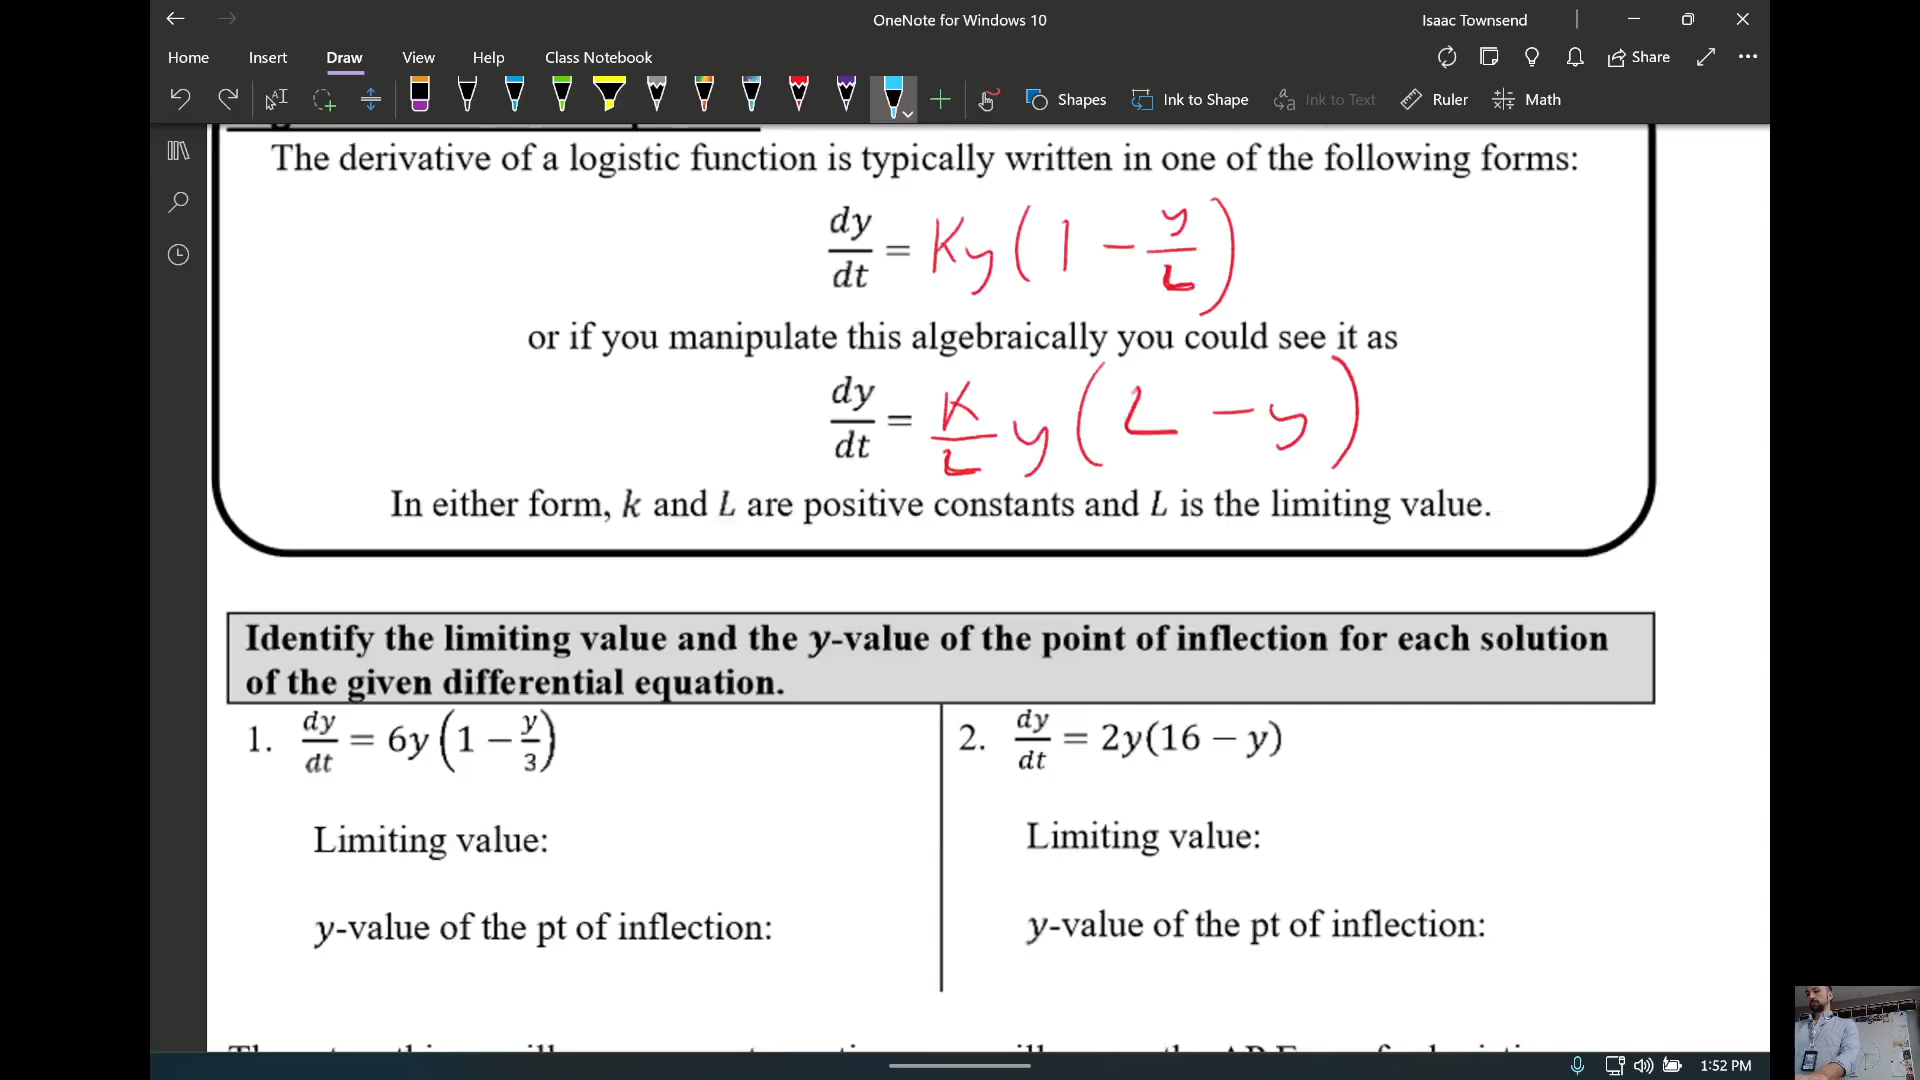 OneNote for Windows 10
Isaac Townsend
Home Insert Draw View Help Class Notebook
Share
Shapes Ink to Shape Ink to Text Ruler Math
The derivative of a logistic function is typically written in one of the following forms:
dy/dt = Ky(1 - y/L)
or if you manipulate this algebraically you could see it as
dy/dt = K/L y(L - y)
In either form, k and L are positive constants and L is the limiting value.
Identify the limiting value and the y-value of the point of inflection for each solution
of the given differential equation.
1. dy/dt = 6y(1 − y/3)
Limiting value:
y-value of the pt of inflection:
2. dy/dt = 2y(16 − y)
Limiting value:
y-value of the pt of inflection:
1:52 PM